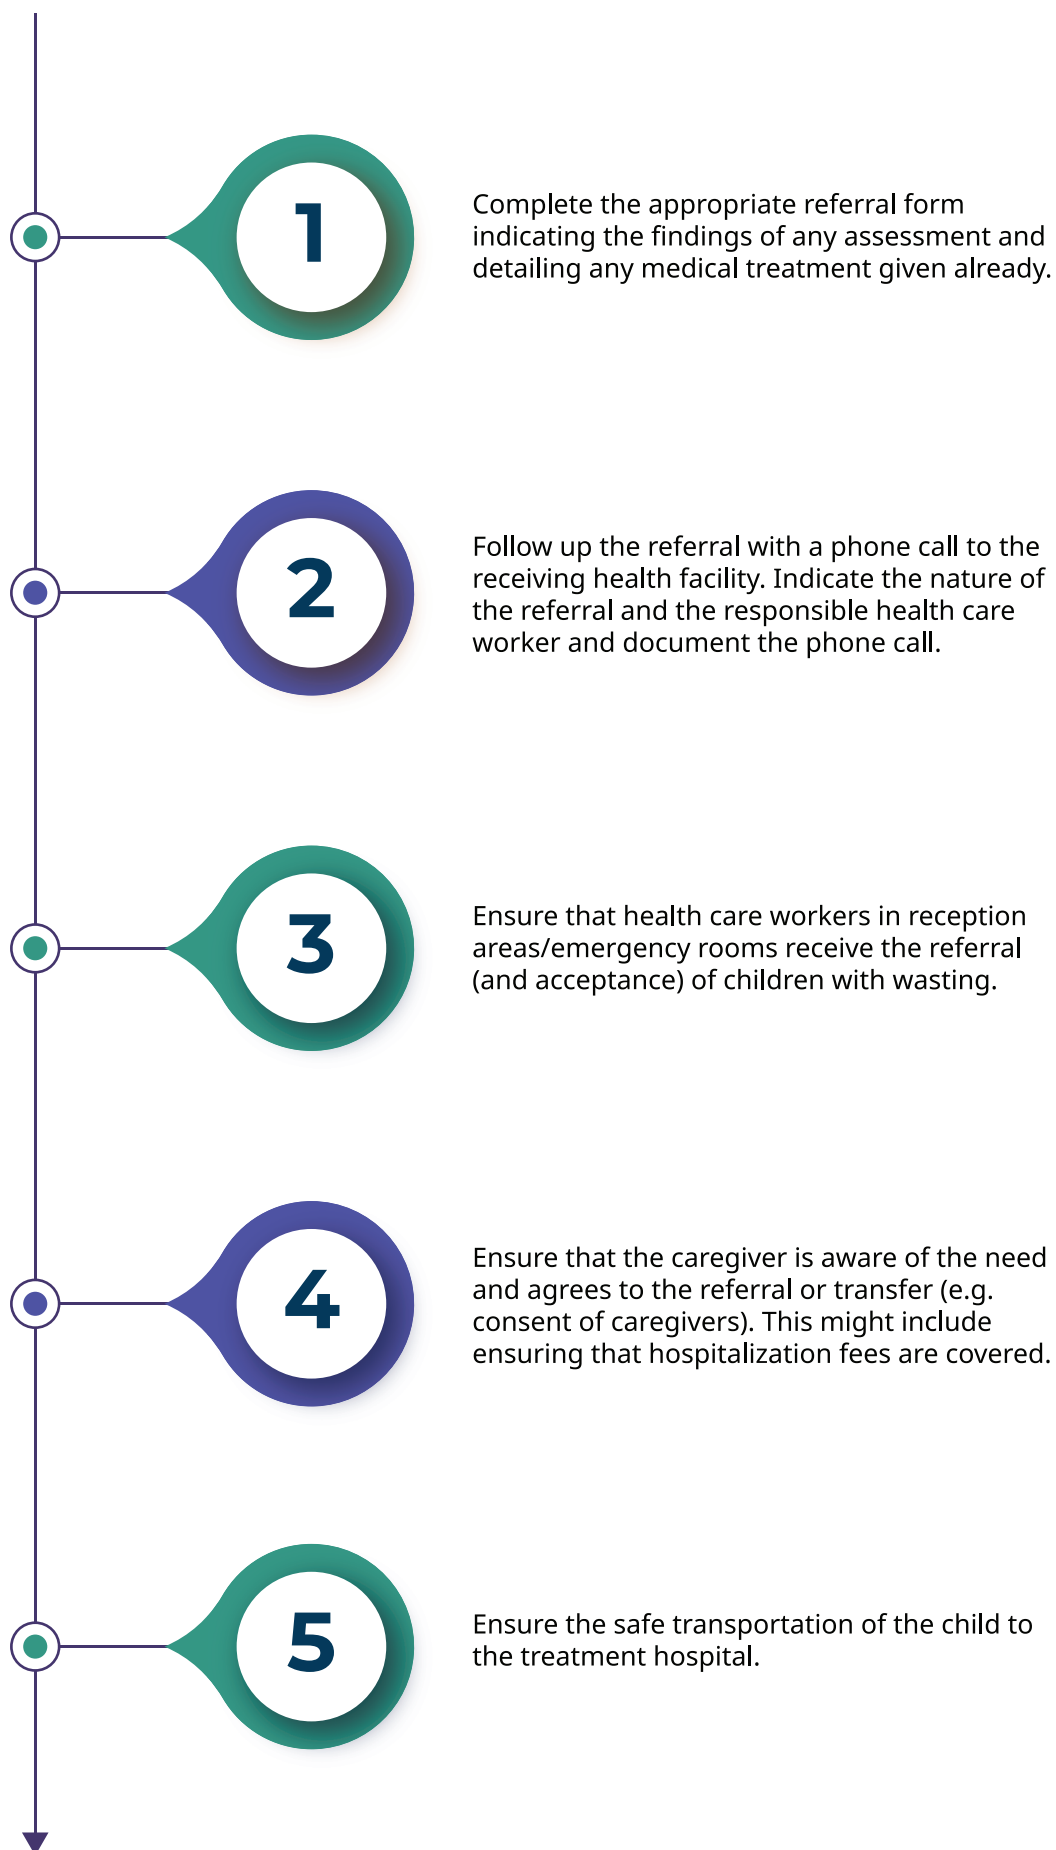 1
Complete the appropriate referral form
indicating the findings of any assessment and
detailing any medical treatment given already.
2
Follow up the referral with a phone call to the
receiving health facility. Indicate the nature of
the referral and the responsible health care
worker and document the phone call.
3
Ensure that health care workers in reception
areas/emergency rooms receive the referral
(and acceptance) of children with wasting.
4
Ensure that the caregiver is aware of the need
and agrees to the referral or transfer (e.g.
consent of caregivers). This might include
ensuring that hospitalization fees are covered.
5
Ensure the safe transportation of the child to
the treatment hospital.